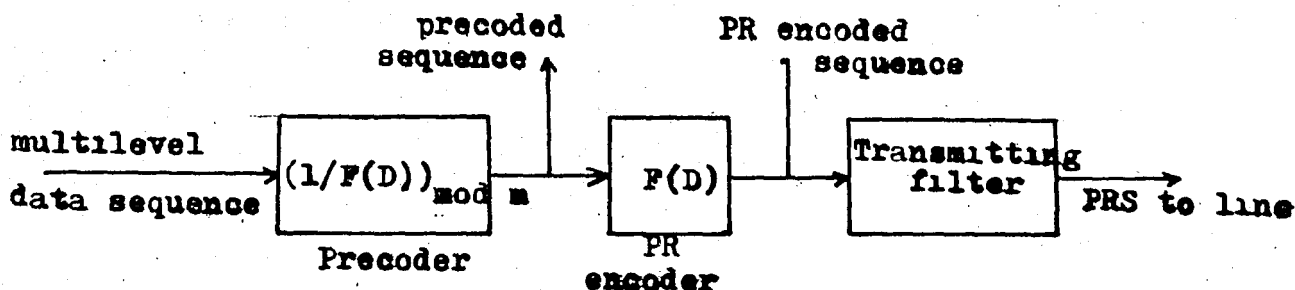 precoded
sequence
PR encoded
sequence
multilevel
data sequence
(1/F(D))mod m
Precoder
F(D)
PR
encoder
Transmitting
filter
PRS to line